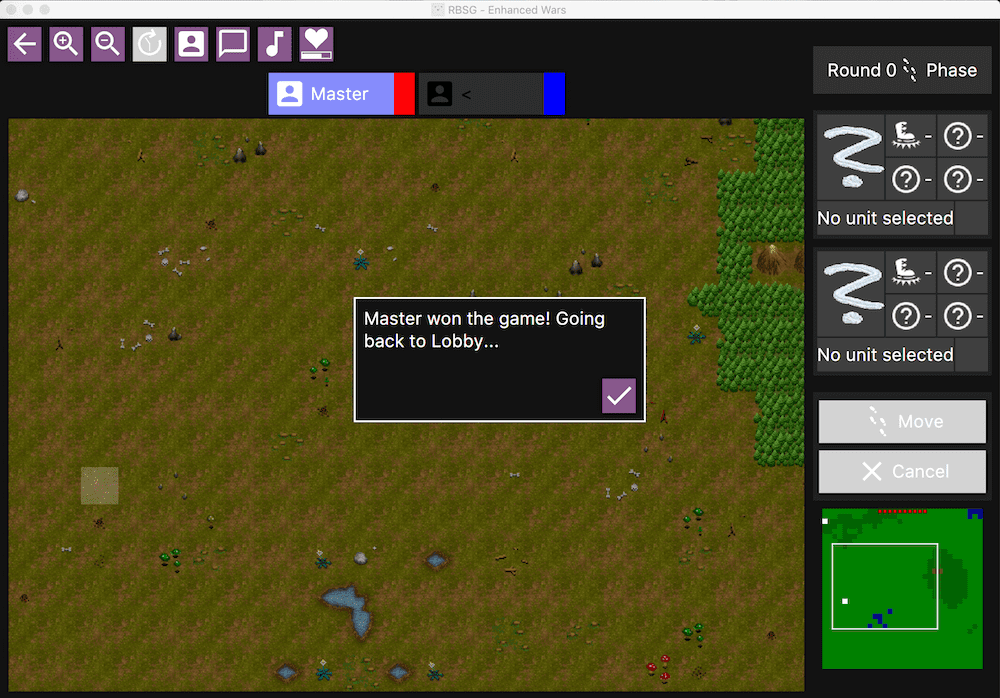 RBSG - Enhanced Wars
Master
<
Round 0 Phase
-
? -
? -
? -
No unit selected
-
? -
? -
? -
No unit selected
Master won the game! Going
back to Lobby...
Move
Cancel